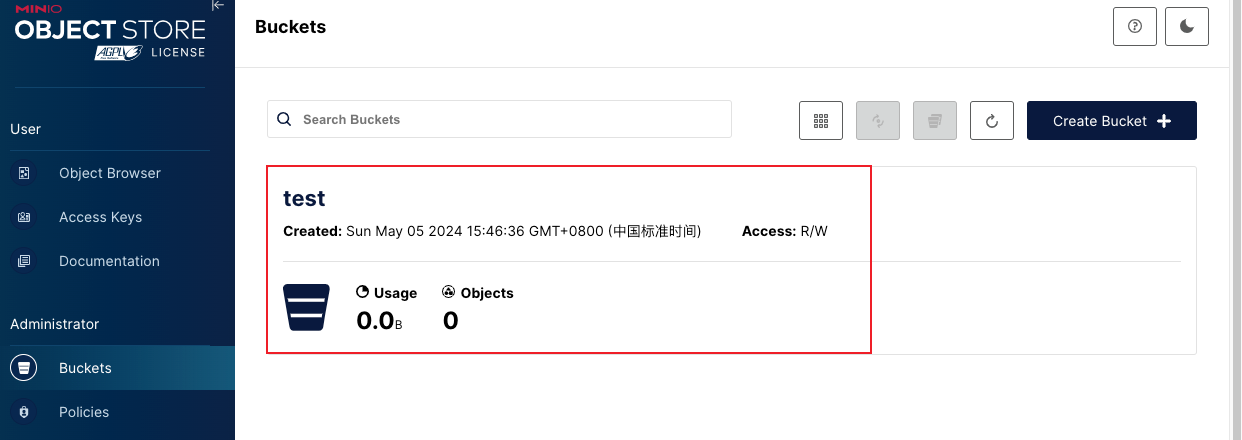 MINIO
OBJECT STORE
AGPLv3 LICENSE
User
Object Browser
Access Keys
Documentation
Administrator
Buckets
Policies
Buckets
Search Buckets
Create Bucket
test
Created: Sun May 05 2024 15:46:36 GMT+0800 (中国标准时间) Access: R/W
Usage Objects
0.0B 0